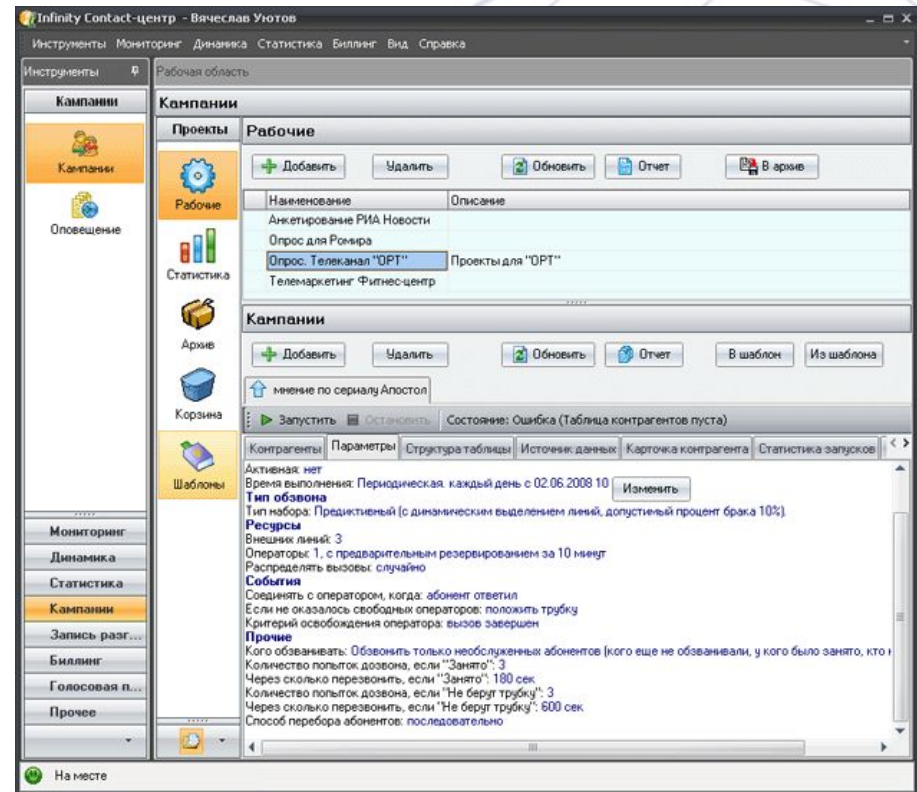 Infinity Contact-центр - Вячеслав Уютов
Инструменты Мониторинг Динамика Статистика Биллинг Вид Справка
Инструменты
Рабочая область
Кампании
Кампании
Оповещение
Мониторинг
Динамика
Статистика
Кампании
Запись разг...
Биллинг
Голосовая п...
Прочее
Кампании
Проекты
Рабочие
Статистика
Архив
Корзина
Шаблоны
Рабочие
Добавить Удалить Обновить Отчет В архив
Наименование Описание
Анкетирование РИА Новости
Опрос для Ромира
Опрос. Телеканал "ОРТ" Проекты для "ОРТ"
Телемаркетинг Фитнес-центр
Кампании
Добавить Удалить Обновить Отчет В шаблон Из шаблона
мнение по сериалу Апостол
Запустить Остановить Состояние: Ошибка (Таблица контрагентов пуста)
Контрагенты Параметры Структура таблицы Источник данных Карточка контрагента Статистика запусков
Активная: нет
Время выполнения: Периодическая. каждый день с 02.06.2008 10 Изменить
Тип обзвона
Тип набора: Предиктивный (с динамическим выделением линий, допустимый процент брака 10%).
Ресурсы
Внешних линий: 3
Операторы: 1, с предварительным резервированием за 10 минут
Распределять вызовы: случайно
События
Соединять с оператором, когда: абонент ответил
Если не оказалось свободных операторов: положить трубку
Критерий освобождения оператора: вызов завершен
Прочие
Кого обзванивать: Обзвонить только необслуженных абонентов (кого еще не обзванивали, у кого было занято, кто н
Количество попыток дозвона, если "Занято": 3
Через сколько перезвонить, если "Занято": 180 сек
Количество попыток дозвона, если "Не берут трубку": 3
Через сколько перезвонить, если "Не берут трубку": 600 сек
Способ перебора абонентов: последовательно
На месте